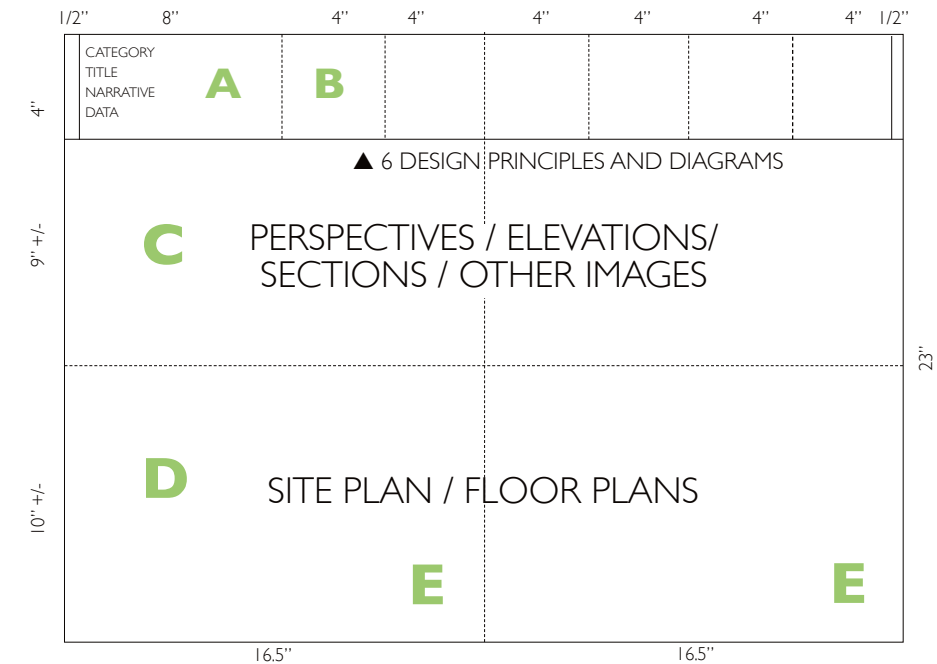 1/2’’ 8’’ 4’’ 4’’ 4’’ 4’’ 4’’ 4’’ 1/2’’
CATEGORY
TITLE
NARRATIVE
DATA
A B
4’’
▲ 6 DESIGN PRINCIPLES AND DIAGRAMS
C
PERSPECTIVES / ELEVATIONS/
SECTIONS / OTHER IMAGES
9’’ +/-
23’’
D
SITE PLAN / FLOOR PLANS
10’’ +/-
E E
16.5’’ 16.5’’